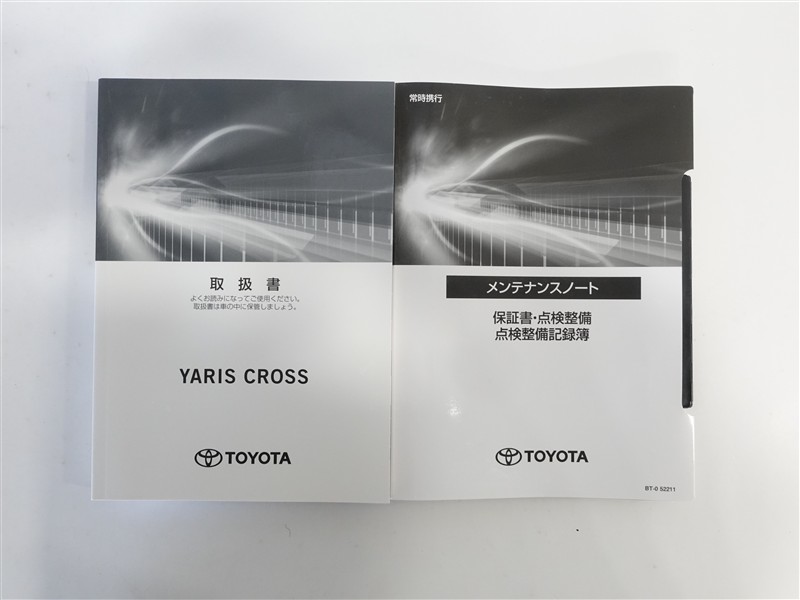 取扱書
よくお読みになってご使用ください。
取扱書は車の中に保管しましょう。
YARIS CROSS
TOYOTA
常時携行
メンテナンスノート
保証書・点検整備
点検整備記録簿
TOYOTA
BT-0 52211